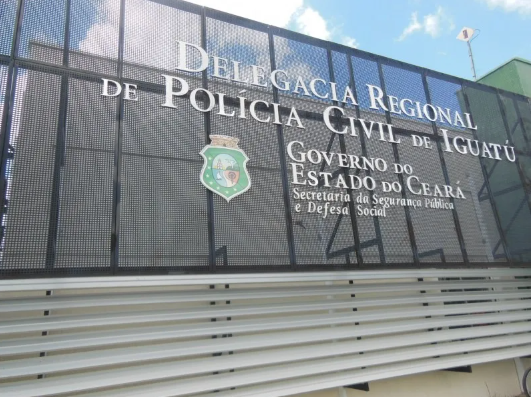 DELEGACIA REGIONAL
DE POLÍCIA CIVIL DE IGUATÚ
GOVERNO DO
ESTADO DO CEARÁ
Secretaria da Segurança Pública
e Defesa Social